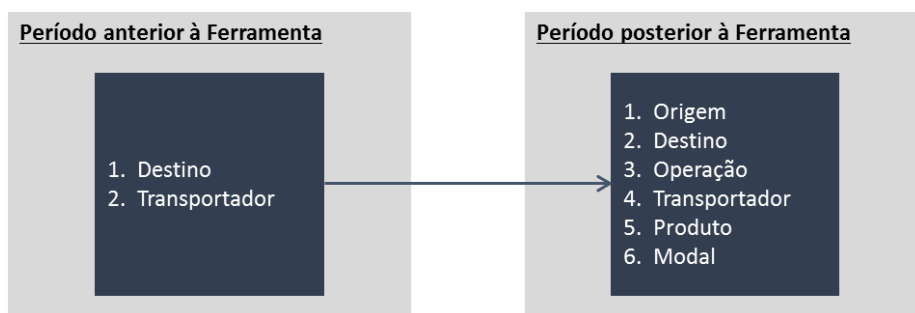 Período anterior à Ferramenta
1. Destino
2. Transportador
Período posterior à Ferramenta
1. Origem
2. Destino
3. Operação
4. Transportador
5. Produto
6. Modal